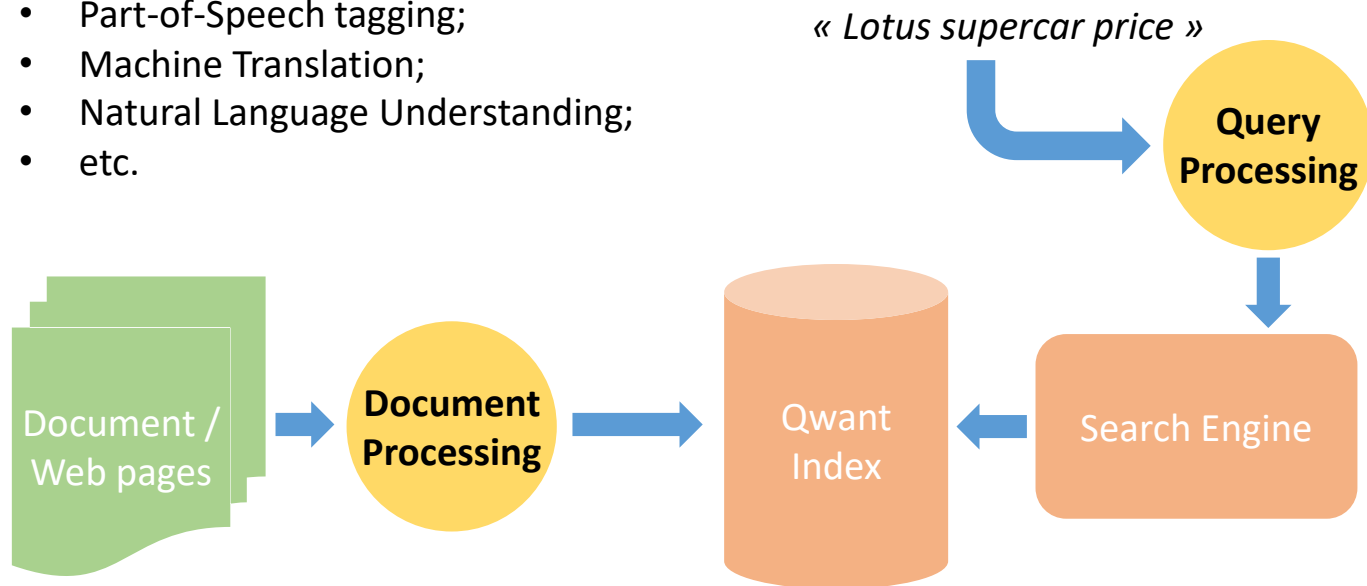 • Part-of-Speech tagging;
• Machine Translation;
• Natural Language Understanding;
• etc.
« Lotus supercar price »
Query
Processing
Document /
Web pages
Document
Processing
Qwant
Index
Search Engine